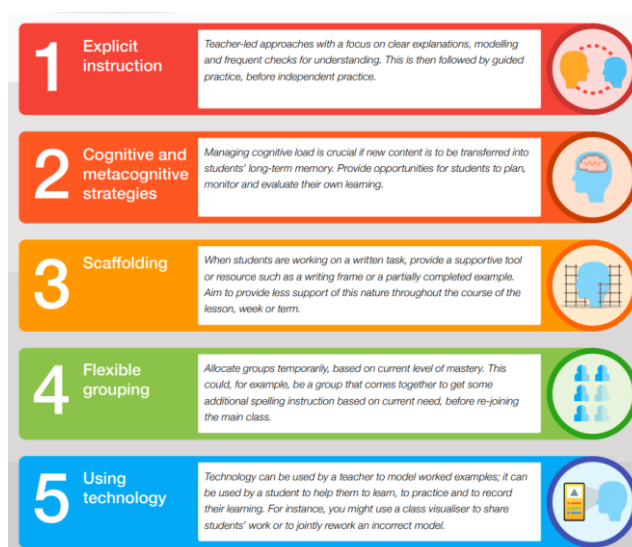 1
Explicit
instruction
Teacher-led approaches with a focus on clear explanations, modelling
and frequent checks for understanding. This is then followed by guided
practice, before independent practice.
2
Cognitive and
metacognitive
strategies
Managing cognitive load is crucial if new content is to be transferred into
students' long-term memory. Provide opportunities for students to plan,
monitor and evaluate their own learning.
3
Scaffolding
When students are working on a written task, provide a supportive tool
or resource such as a writing frame or a partially completed example.
Aim to provide less support of this nature throughout the course of the
lesson, week or term.
4
Flexible
grouping
Allocate groups temporarily, based on current level of mastery. This
could, for example, be a group that comes together to get some
additional spelling instruction based on current need, before re-joining
the main class.
5
Using
technology
Technology can be used by a teacher to model worked examples; it can
be used by a student to help them to learn, to practice and to record
their learning. For instance, you might use a class visualiser to share
students' work or to jointly rework an incorrect model.